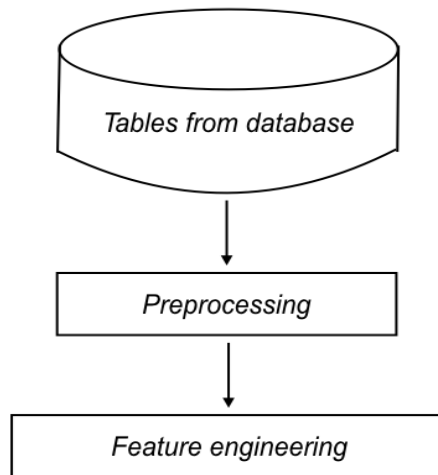 Tables from database
Preprocessing
Feature engineering